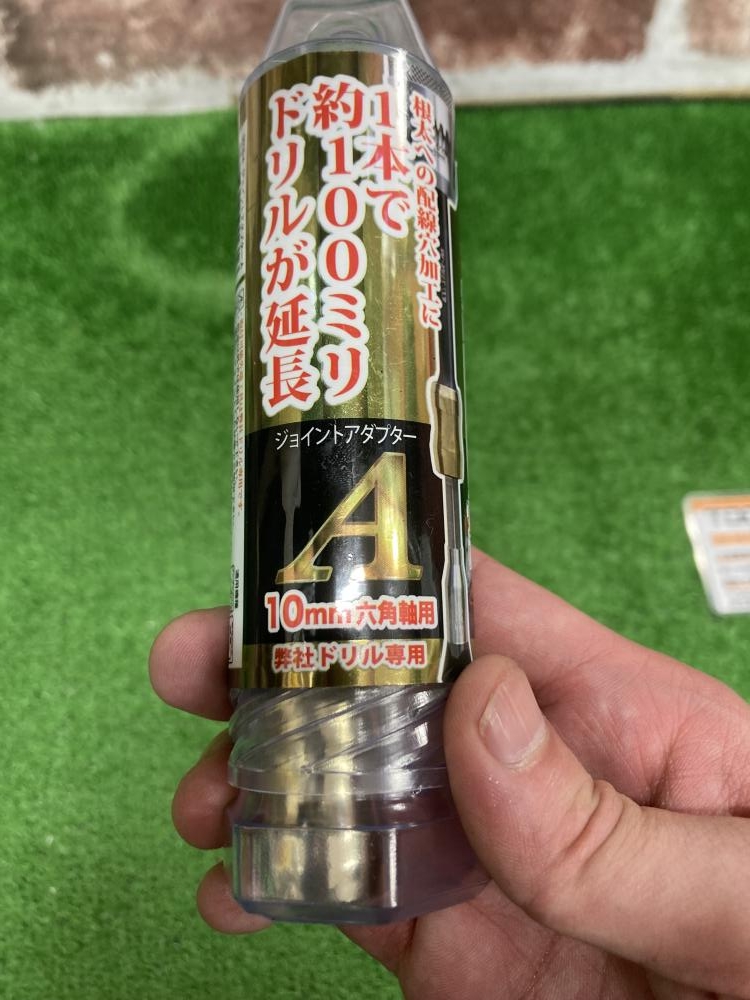 根太への配線穴加工に
1本で
約100ミリ
ドリルが延長
ジョイントアダプター
A
10mm六角軸用
弊社ドリル専用